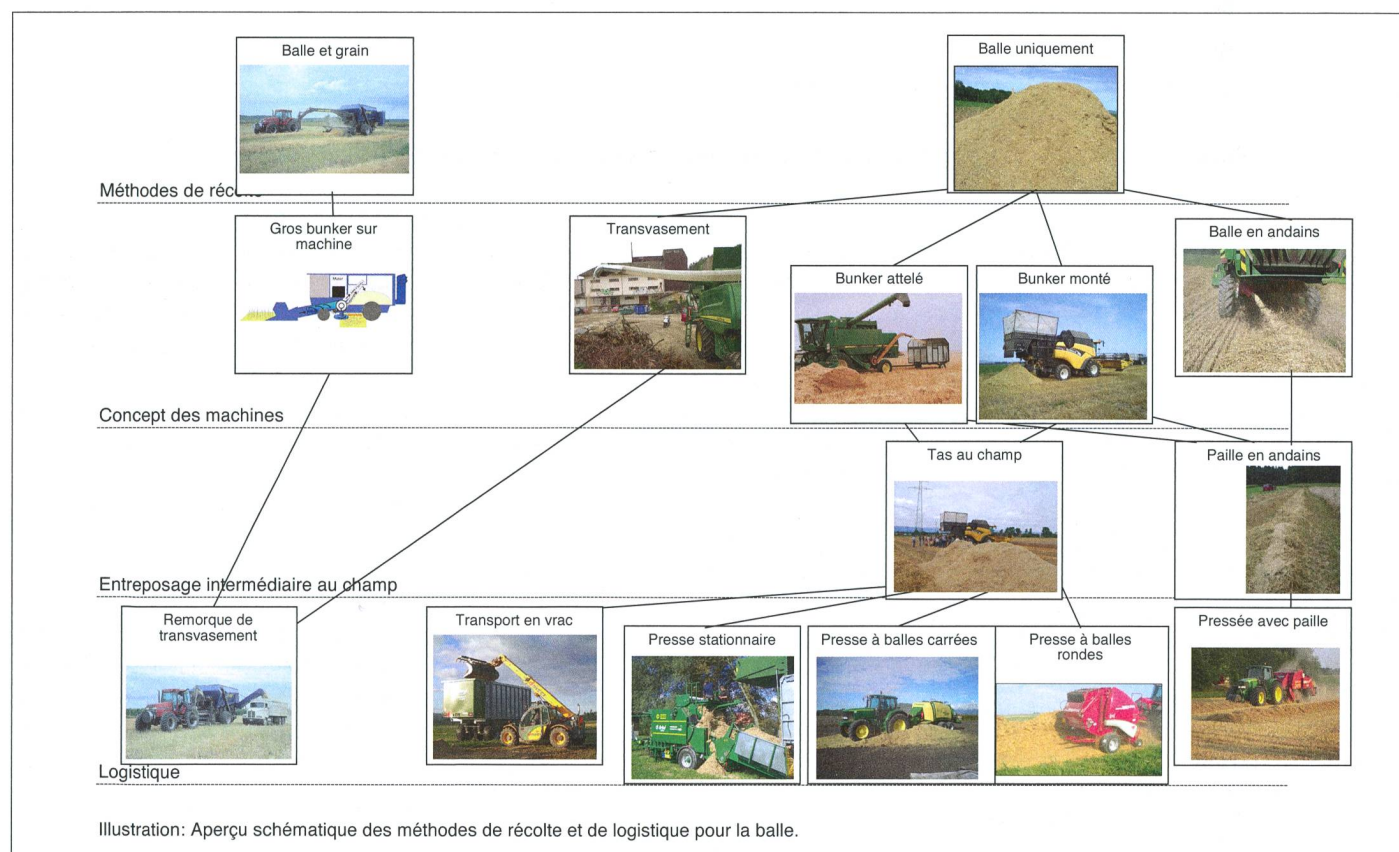 Balle et grain
Balle uniquement
Méthodes de récolte
Gros bunker sur
machine
Motor
Transvasement
Bunker attelé
Bunker monté
Balle en andains
Concept des machines
Tas au champ
Paille en andains
Entreposage intermédiaire au champ
Remorque de
transvasement
Transport en vrac
Presse stationnaire
Presse à balles carrées
Presse à balles
rondes
Pressée avec paille
Logistique
Illustration: Aperçu schématique des méthodes de récolte et de logistique pour la balle.